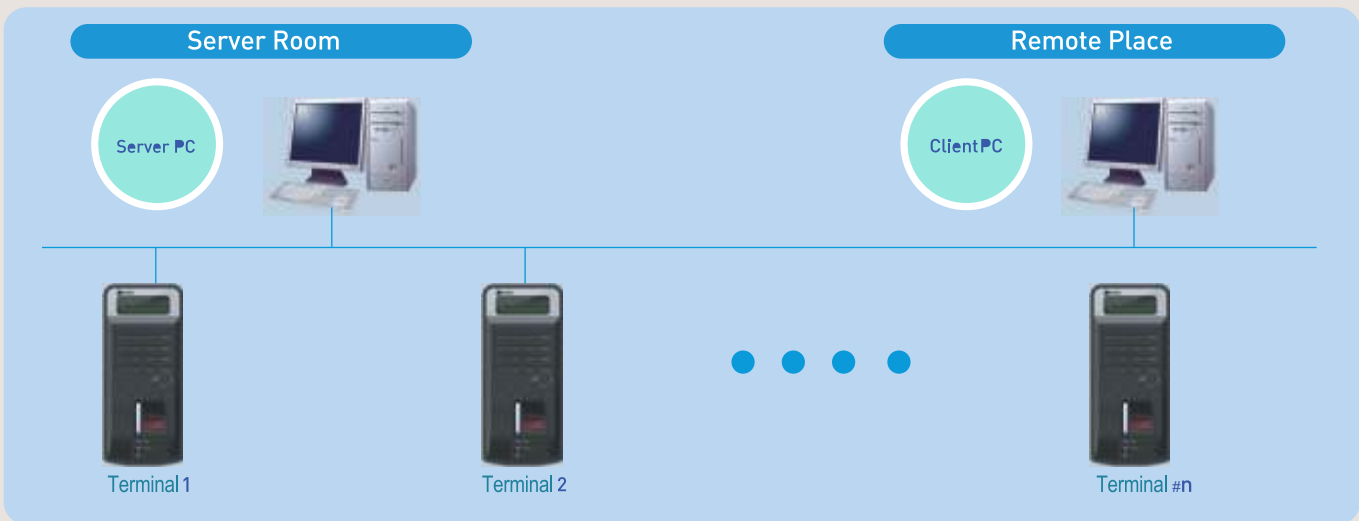 Server Room
Remote Place
Server PC
Client PC
Terminal 1
Terminal 2
Terminal #n